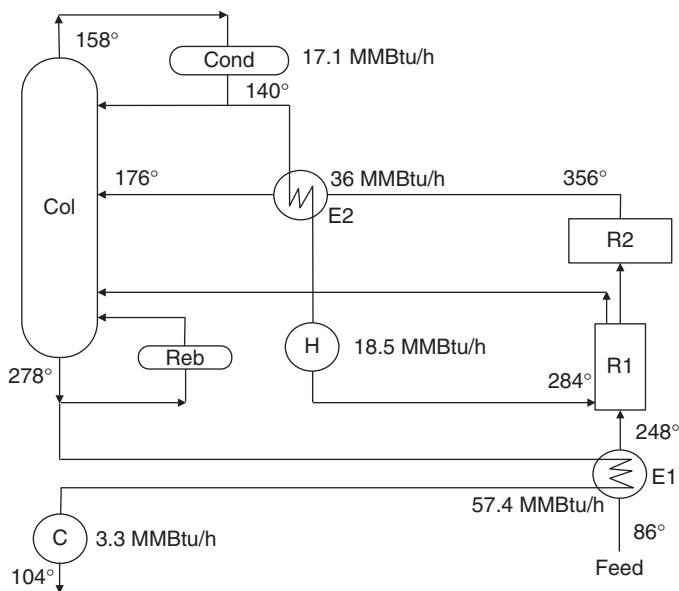 158°
Cond
17.1 MMBtu/h
140°
176°
36 MMBtu/h
356°
Col
E2
R2
H
18.5 MMBtu/h
Reb
278°
284°
R1
248°
E1
57.4 MMBtu/h
C
3.3 MMBtu/h
86°
104°
Feed